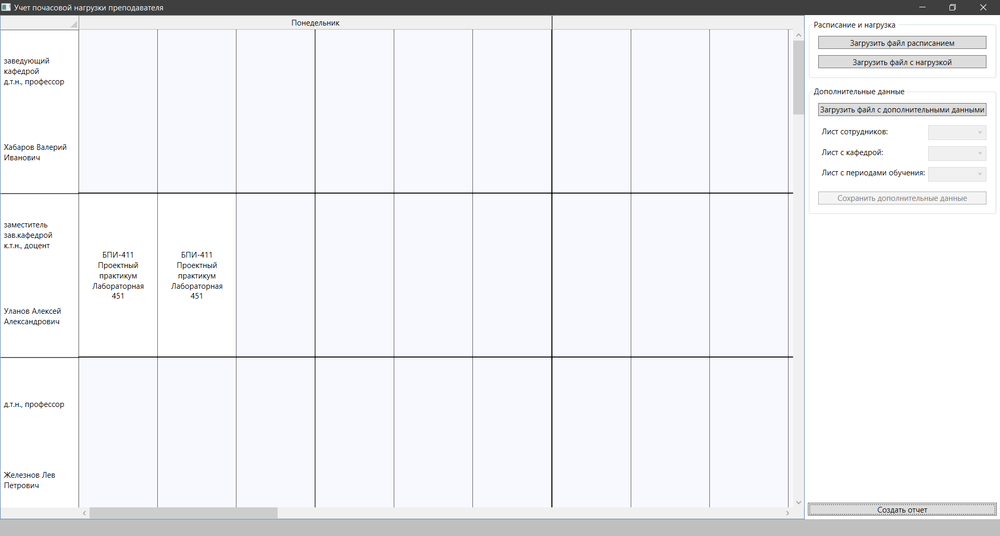 Учет почасовой нагрузки преподавателя
Понедельник
заведующий
кафедрой
д.т.н., профессор
Хабаров Валерий
Иванович
заместитель
зав.кафедрой
к.т.н., доцент
Уланов Алексей
Александрович
БПИ-411
Проектный
практикум
Лабораторная
451
БПИ-411
Проектный
практикум
Лабораторная
451
д.т.н., профессор
Железнов Лев
Петрович
Расписание и нагрузка
Загрузить файл расписанием
Загрузить файл с нагрузкой
Дополнительные данные
Загрузить файл с дополнительными данными
Лист сотрудников:
Лист с кафедрой:
Лист с периодами обучения:
Сохранить дополнительные данные
Создать отчет